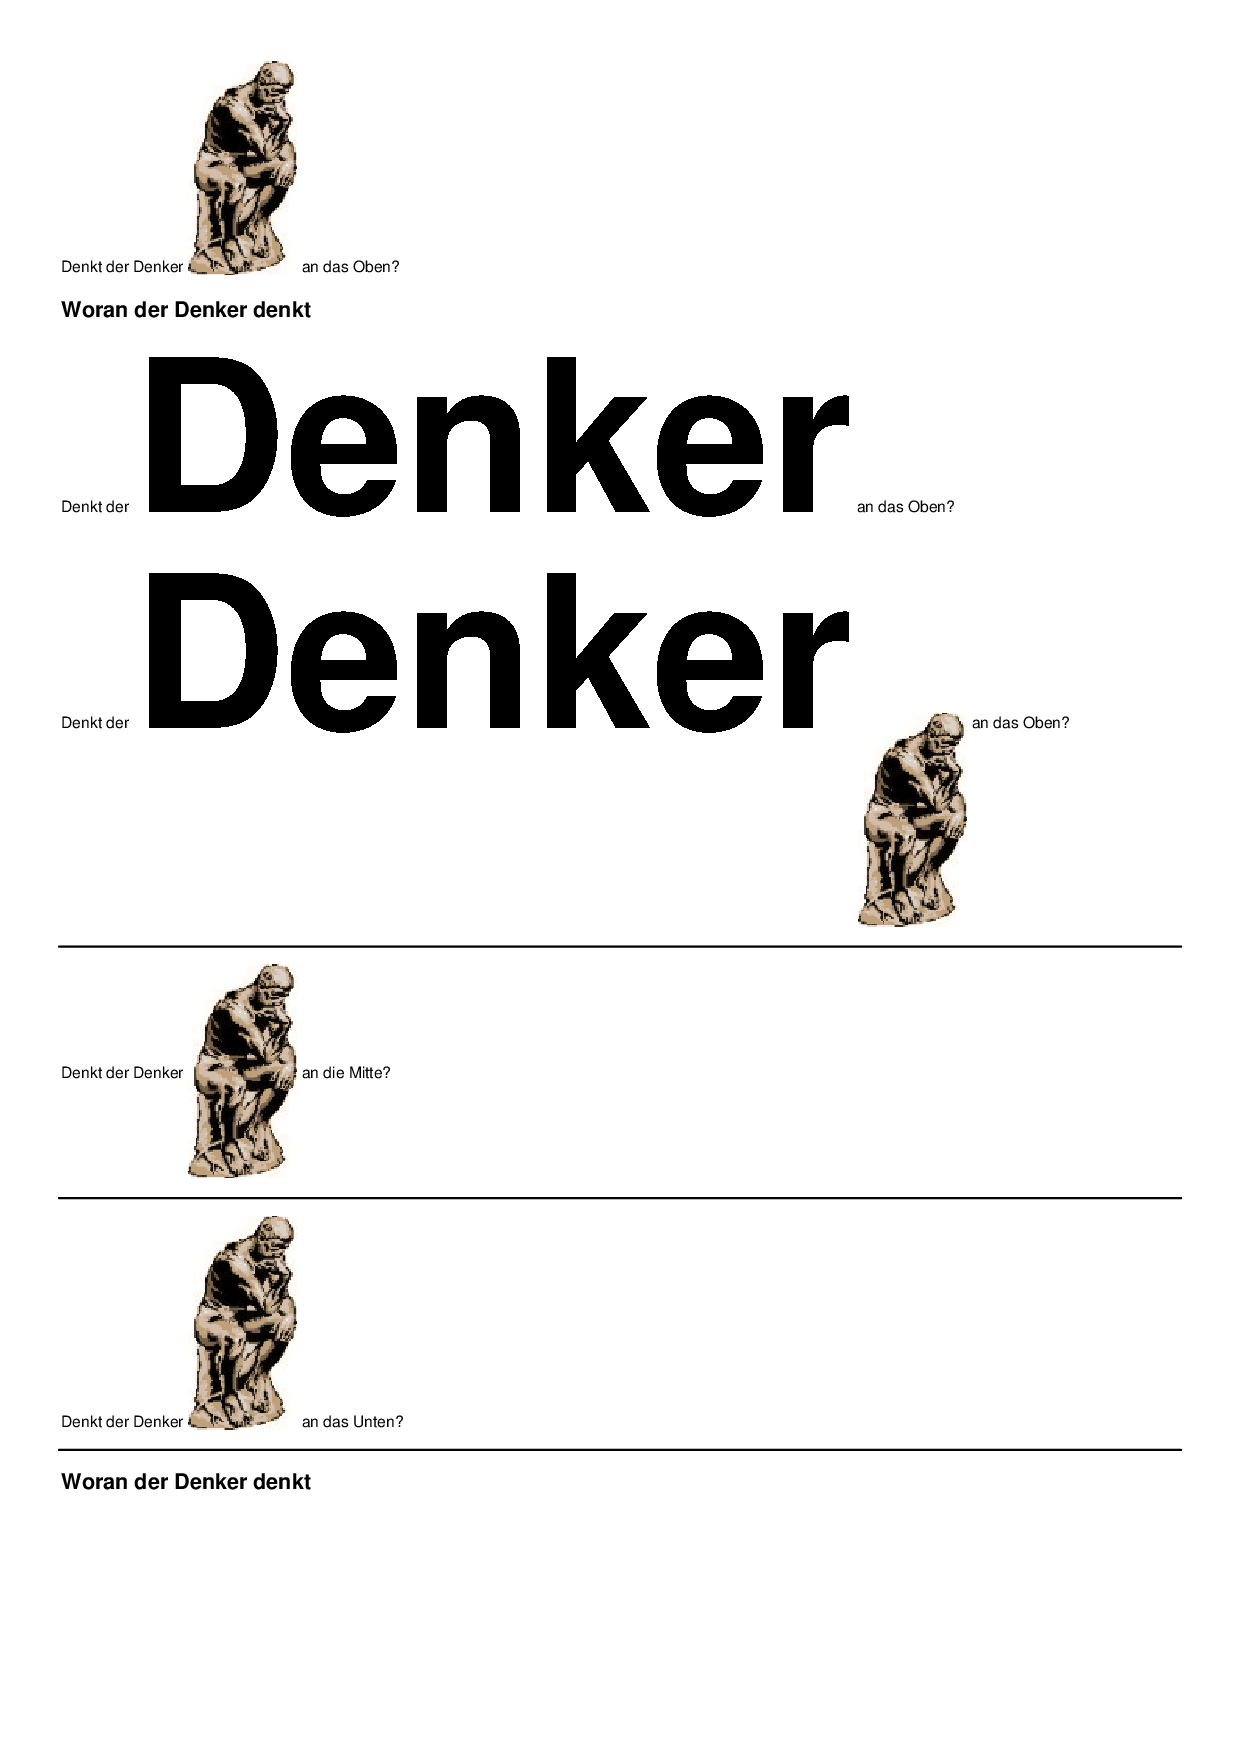 Denkt der Denker an das Oben?
Woran der Denker denkt
Denkt der Denker an das Oben?
Denkt der Denker an das Oben?
Denkt der Denker an die Mitte?
Denkt der Denker an das Unten?
Woran der Denker denkt